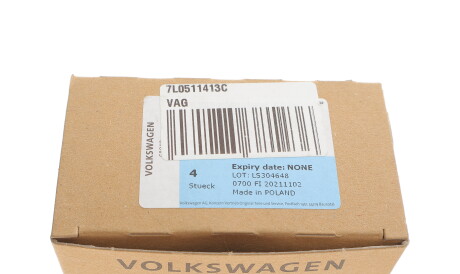 7L0511413C
VAG
VOLKSWAGEN
4
Stueck
Expiry date: NONE
LOT: LS304648
0700 FI 20211102
Made in POLAND
VOLKSWAGEN